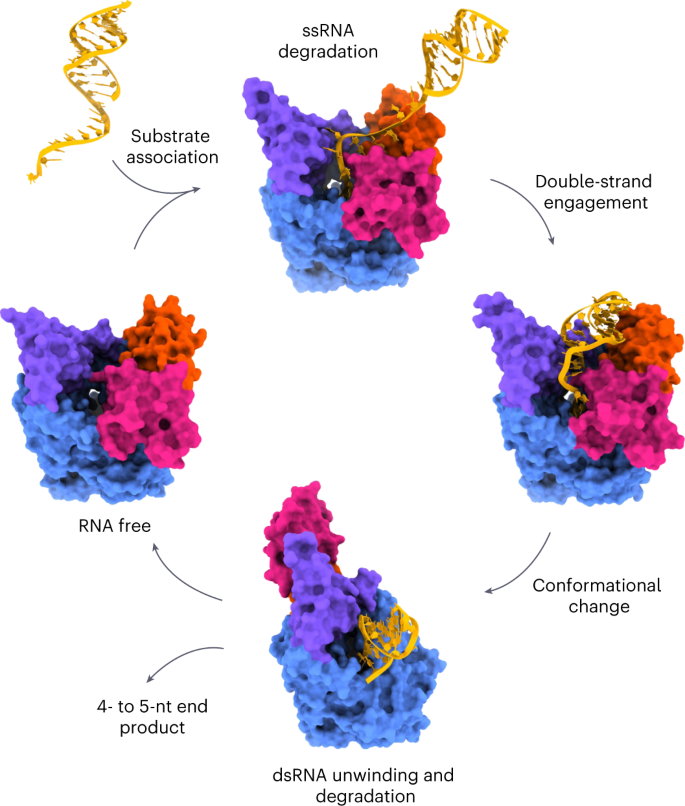 ssRNA
degradation
Substrate
association
Double-strand
engagement
RNA free
Conformational
change
4- to 5-nt end
product
dsRNA unwinding and
degradation